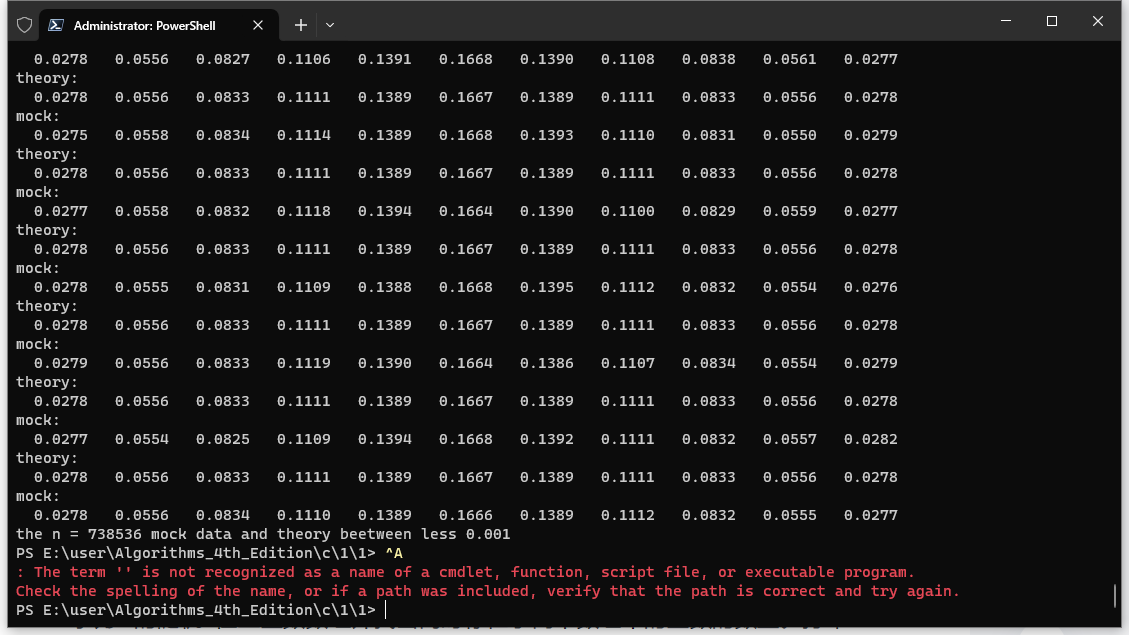 Administrator: PowerShell
0.0278 0.0556 0.0827 0.1106 0.1391 0.1668 0.1390 0.1108 0.0838 0.0561 0.0277
theory:
0.0278 0.0556 0.0833 0.1111 0.1389 0.1667 0.1389 0.1111 0.0833 0.0556 0.0278
mock:
0.0275 0.0558 0.0834 0.1114 0.1389 0.1668 0.1393 0.1110 0.0831 0.0550 0.0279
theory:
0.0278 0.0556 0.0833 0.1111 0.1389 0.1667 0.1389 0.1111 0.0833 0.0556 0.0278
mock:
0.0277 0.0558 0.0832 0.1118 0.1394 0.1664 0.1390 0.1100 0.0829 0.0559 0.0277
theory:
0.0278 0.0556 0.0833 0.1111 0.1389 0.1667 0.1389 0.1111 0.0833 0.0556 0.0278
mock:
0.0278 0.0555 0.0831 0.1109 0.1388 0.1668 0.1395 0.1112 0.0832 0.0554 0.0276
theory:
0.0278 0.0556 0.0833 0.1111 0.1389 0.1667 0.1389 0.1111 0.0833 0.0556 0.0278
mock:
0.0279 0.0556 0.0833 0.1119 0.1390 0.1664 0.1386 0.1107 0.0834 0.0554 0.0279
theory:
0.0278 0.0556 0.0833 0.1111 0.1389 0.1667 0.1389 0.1111 0.0833 0.0556 0.0278
mock:
0.0277 0.0554 0.0825 0.1109 0.1394 0.1668 0.1392 0.1111 0.0832 0.0557 0.0282
theory:
0.0278 0.0556 0.0833 0.1111 0.1389 0.1667 0.1389 0.1111 0.0833 0.0556 0.0278
mock:
0.0278 0.0556 0.0834 0.1110 0.1389 0.1666 0.1389 0.1112 0.0832 0.0555 0.0277
the n = 738536 mock data and theory beetween less 0.001
PS E:\user\Algorithms_4th_Edition\c\1\1> ^A
: The term '' is not recognized as a name of a cmdlet, function, script file, or executable program.
Check the spelling of the name, or if a path was included, verify that the path is correct and try again.
PS E:\user\Algorithms_4th_Edition\c\1\1>